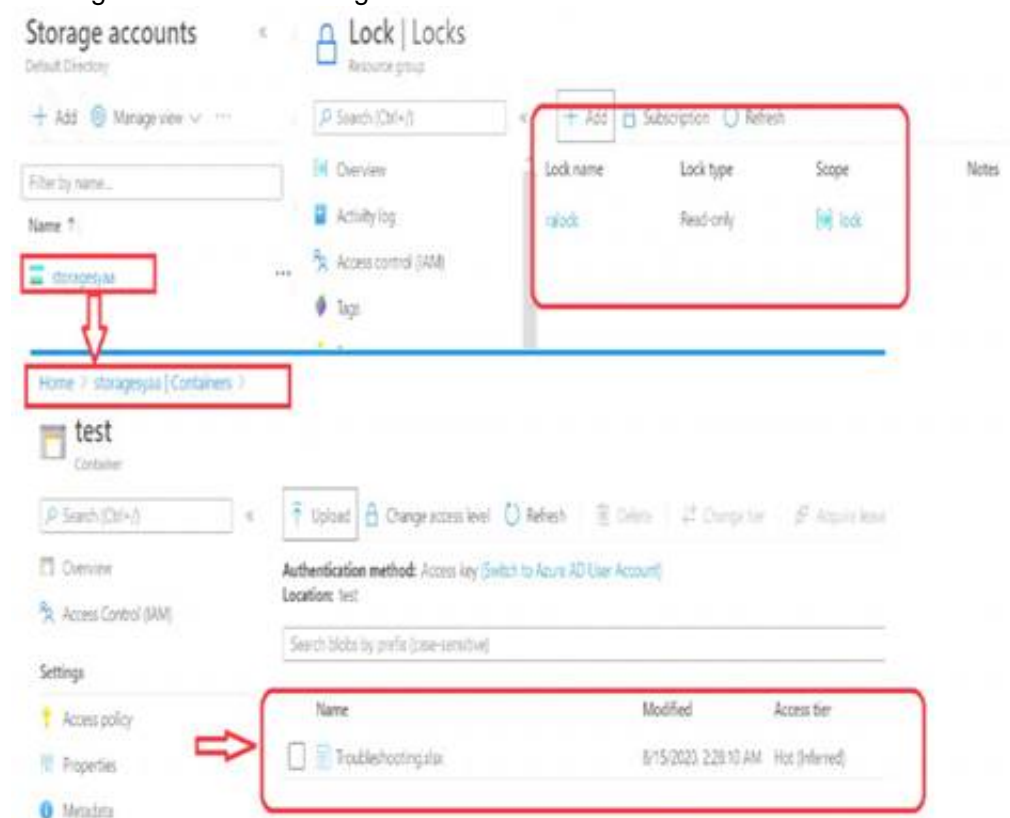 Storage accounts
Default Directory
+ Add Manage view
Filter by name...
Name ↑
storagesyaa
Lock | Locks
Resource group
Search (Ctrl+/)
Overview
Activity log
Access control (IAM)
Tags
+ Add Subscription Refresh
Lock name Lock type Scope Notes
Read-only lock
Home > storagesyaa | Containers >
test
Container
Search (Ctrl+/)
Overview
Access Control (IAM)
Settings
Access policy
Properties
Metadata
Upload Change access level Refresh Delete Change tier Acquire lease
Authentication method: Access key (Switch to Azure AD User Account)
Location: test
Search blobs by prefix (case-sensitive)
Name Modified Access tier
Troubleshooting.xlsx 8/15/2020, 2:28:10 AM Hot (Inferred)